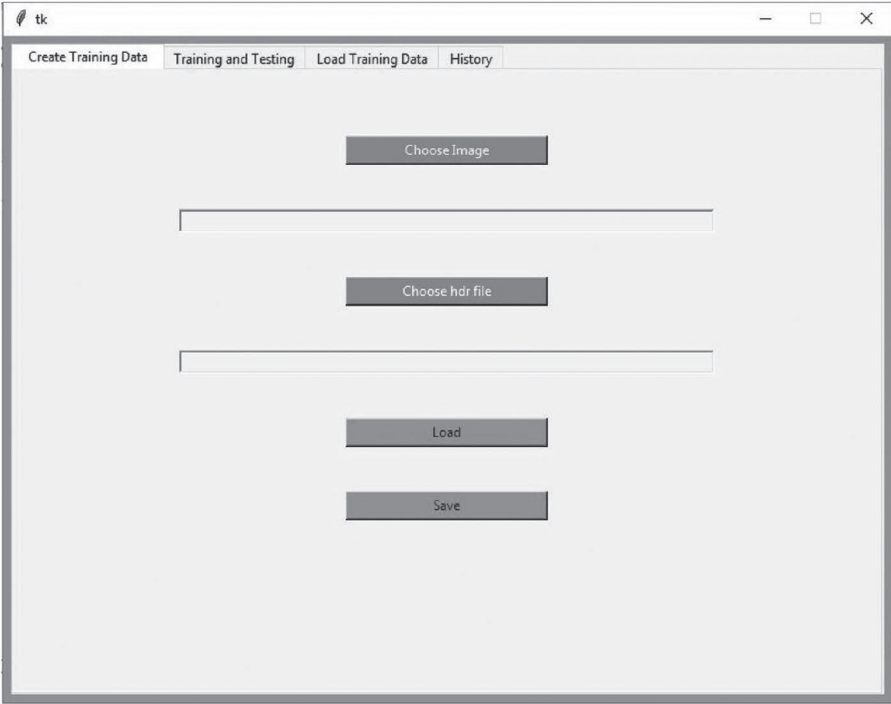 tk
Create Training Data Training and Testing Load Training Data History
Choose Image
Choose hdr file
Load
Save